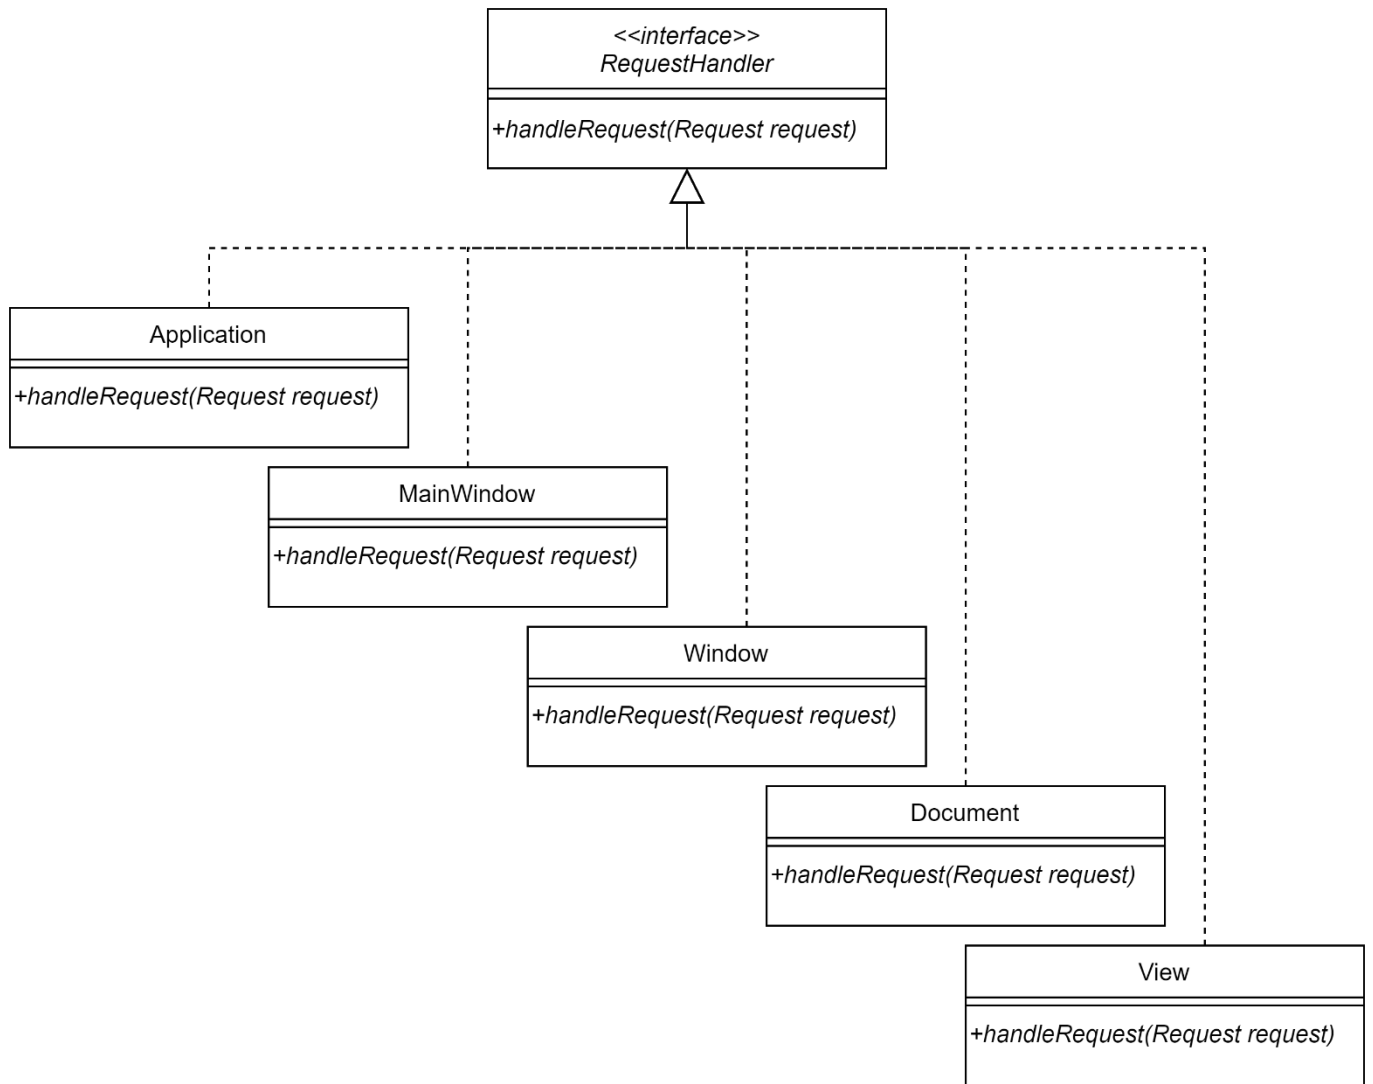 <<interface>>
RequestHandler
+handleRequest(Request request)
Application
+handleRequest(Request request)
MainWindow
+handleRequest(Request request)
Window
+handleRequest(Request request)
Document
+handleRequest(Request request)
View
+handleRequest(Request request)